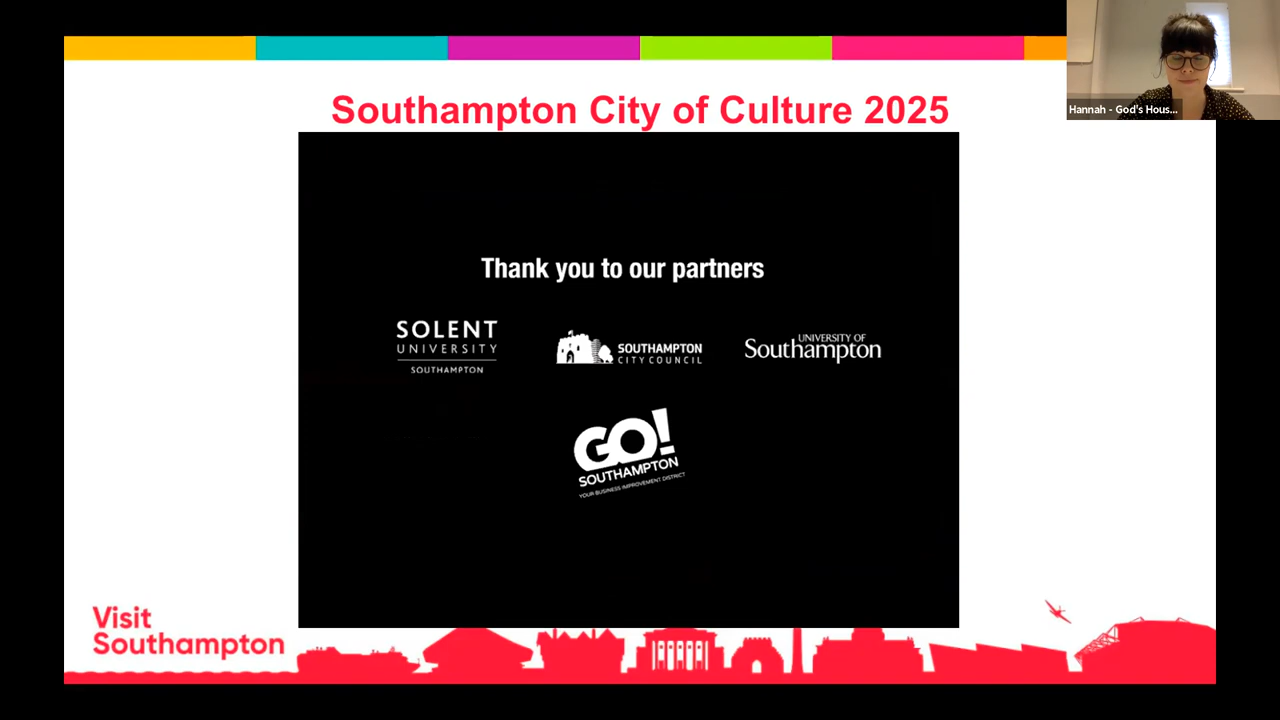 Southampton City of Culture 2025
Hannah - God's Hous...
Thank you to our partners
SOLENT
UNIVERSITY
SOUTHAMPTON
SOUTHAMPTON
CITY COUNCIL
UNIVERSITY OF
Southampton
GO!
SOUTHAMPTON
YOUR BUSINESS IMPROVEMENT DISTRICT
Visit
Southampton